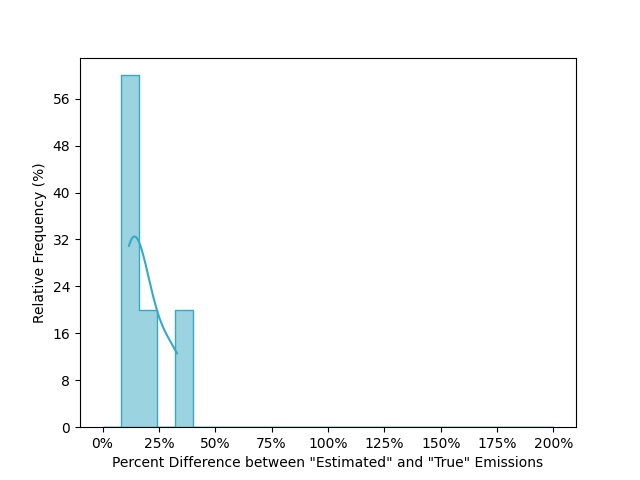 Relative Frequency (%)
56
48
40
32
24
16
8
0
0% 25% 50% 75% 100% 125% 150% 175% 200%
Percent Difference between "Estimated" and "True" Emissions